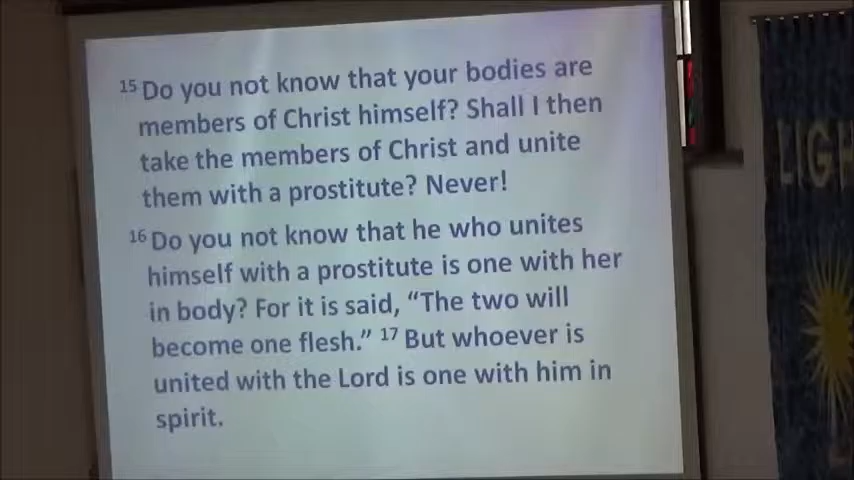 15 Do you not know that your bodies are
members of Christ himself? Shall I then
take the members of Christ and unite
them with a prostitute? Never!
16 Do you not know that he who unites
himself with a prostitute is one with her
in body? For it is said, “The two will
become one flesh.” 17 But whoever is
united with the Lord is one with him in
spirit.
LIGH